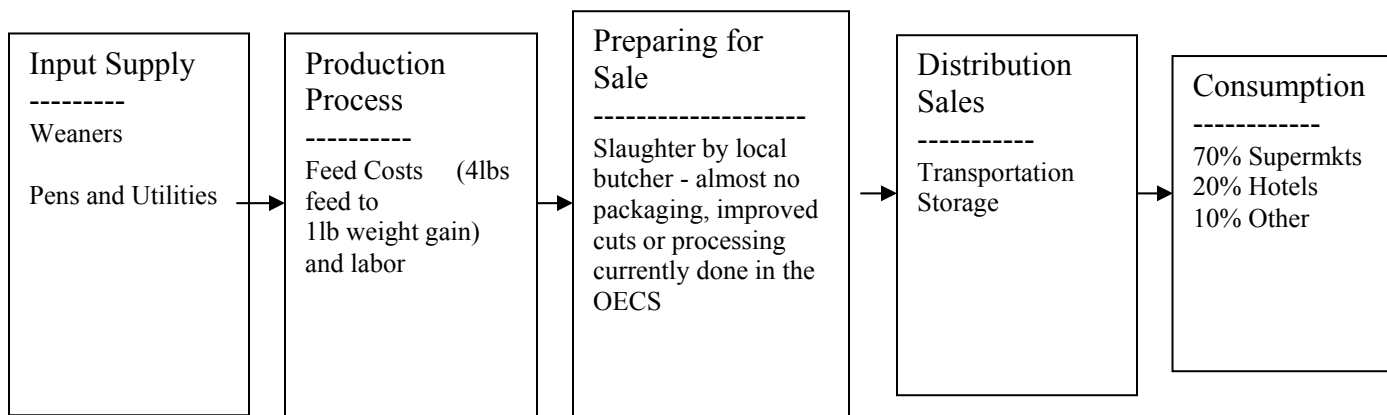 Input Supply
---------
Weaners
Pens and Utilities
Production
Process
----------
Feed Costs (4lbs
feed to
1lb weight gain)
and labor
Preparing for
Sale
--------------------
Slaughter by local
butcher - almost no
packaging, improved
cuts or processing
currently done in the
OECS
Distribution
Sales
-----------
Transportation
Storage
Consumption
------------
70% Supermkts
20% Hotels
10% Other